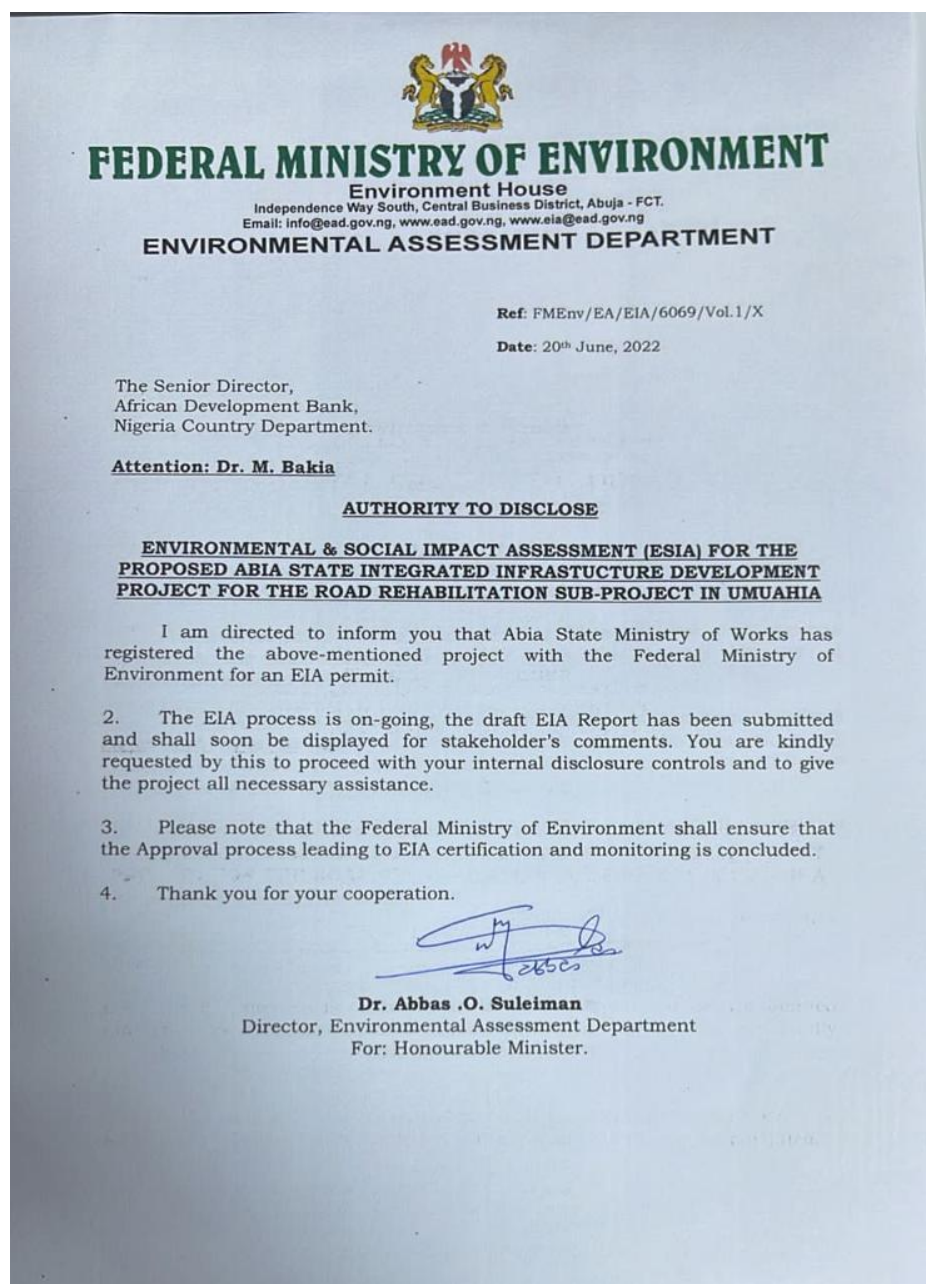 FEDERAL MINISTRY OF ENVIRONMENT
Environment House
Independence Way South, Central Business District, Abuja - FCT.
Email: info@ead.gov.ng, www.ead.gov.ng, www.eia@ead.gov.ng
ENVIRONMENTAL ASSESSMENT DEPARTMENT
Ref: FMEnv/EA/EIA/6069/Vol.1/X
Date: 20th June, 2022
The Senior Director,
African Development Bank,
Nigeria Country Department.
Attention: Dr. M. Bakia
AUTHORITY TO DISCLOSE
ENVIRONMENTAL & SOCIAL IMPACT ASSESSMENT (ESIA) FOR THE
PROPOSED ABIA STATE INTEGRATED INFRASTUCTURE DEVELOPMENT
PROJECT FOR THE ROAD REHABILITATION SUB-PROJECT IN UMUAHIA
I am directed to inform you that Abia State Ministry of Works has
registered the above-mentioned project with the Federal Ministry of
Environment for an EIA permit.
2. The EIA process is on-going, the draft EIA Report has been submitted
and shall soon be displayed for stakeholder's comments. You are kindly
requested by this to proceed with your internal disclosure controls and to give
the project all necessary assistance.
3. Please note that the Federal Ministry of Environment shall ensure that
the Approval process leading to EIA certification and monitoring is concluded.
4. Thank you for your cooperation.
Dr. Abbas .O. Suleiman
Director, Environmental Assessment Department
For: Honourable Minister.